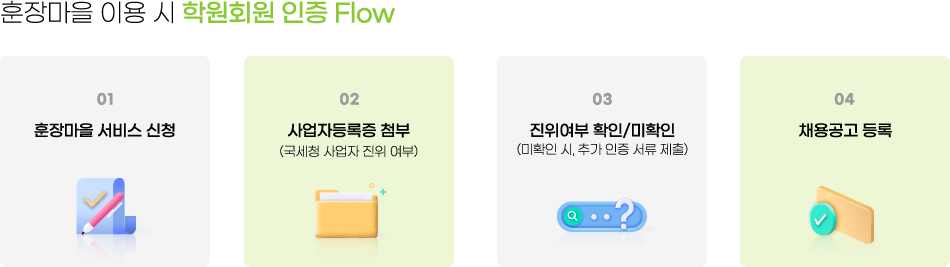 훈장마을 이용 시 학원회원 인증 Flow
01
훈장마을 서비스 신청
02
사업자등록증 첨부
(국세청 사업자 진위 여부)
03
진위여부 확인/미확인
(미확인 시, 추가 인증 서류 제출)
04
채용공고 등록